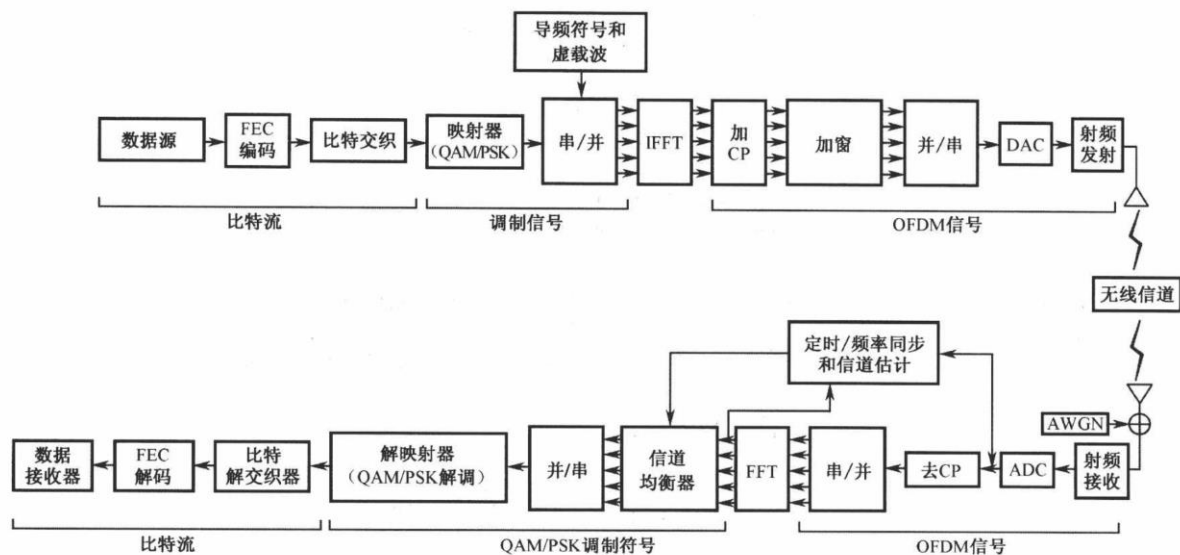 导频符号和
虚载波
数据源
FEC
编码
比特交织
映射器
(QAM/PSK)
串/并
IFFT
加
CP
加窗
并/串
DAC
射频
发射
比特流
调制信号
OFDM信号
无线信道
定时/频率同步
和信道估计
AWGN
数据
接收器
FEC
解码
比特
解交织器
解映射器
(QAM/PSK解调)
并/串
信道
均衡器
FFT
串/并
去CP
ADC
射频
接收
比特流
QAM/PSK调制符号
OFDM信号